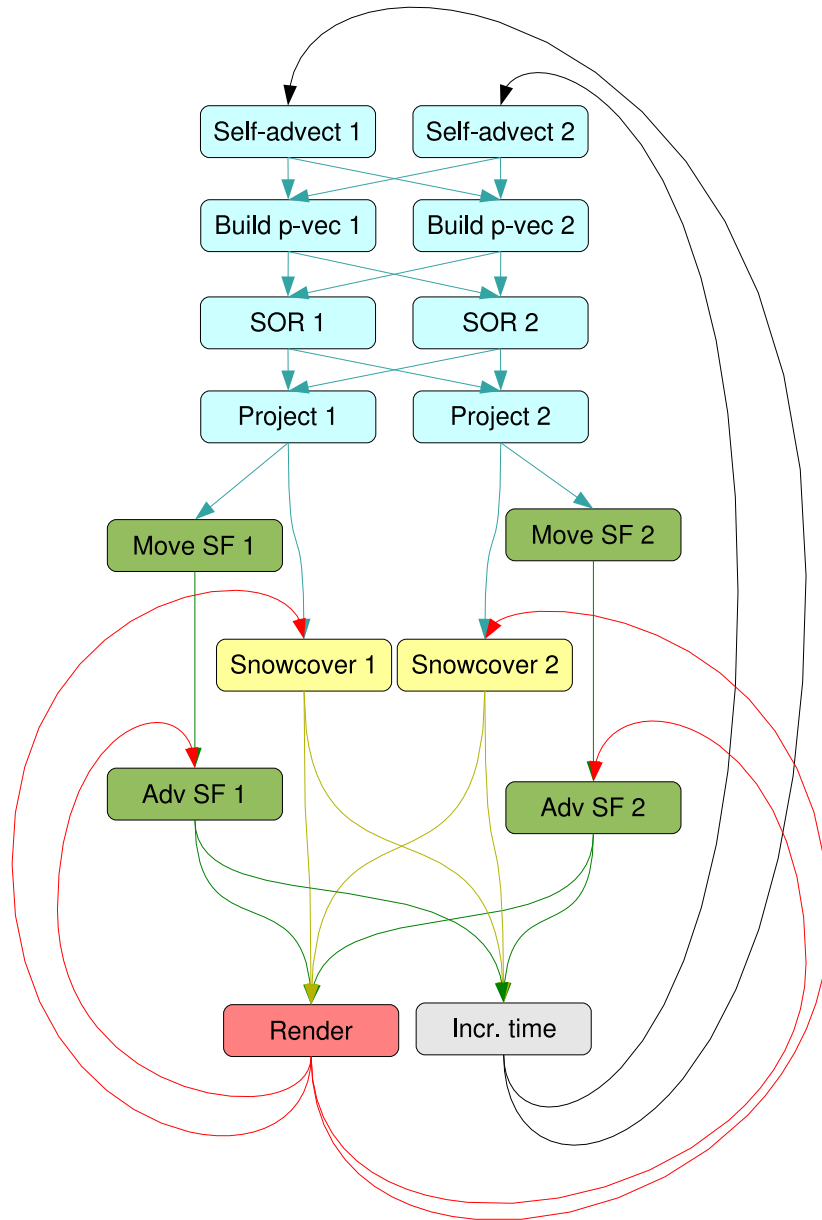 Self-advect 1
Self-advect 2
Build p-vec 1
Build p-vec 2
SOR 1
SOR 2
Project 1
Project 2
Move SF 1
Move SF 2
Snowcover 1
Snowcover 2
Adv SF 1
Adv SF 2
Render
Incr. time